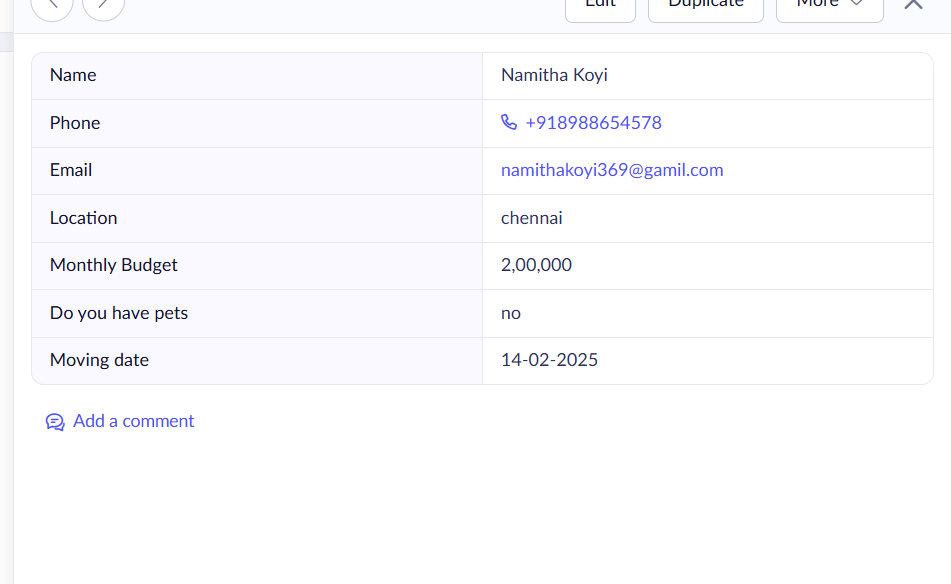 Edit Duplicate More
Name Namitha Koyi
Phone +918988654578
Email namithakoyi369@gamil.com
Location chennai
Monthly Budget 2,00,000
Do you have pets no
Moving date 14-02-2025
Add a comment